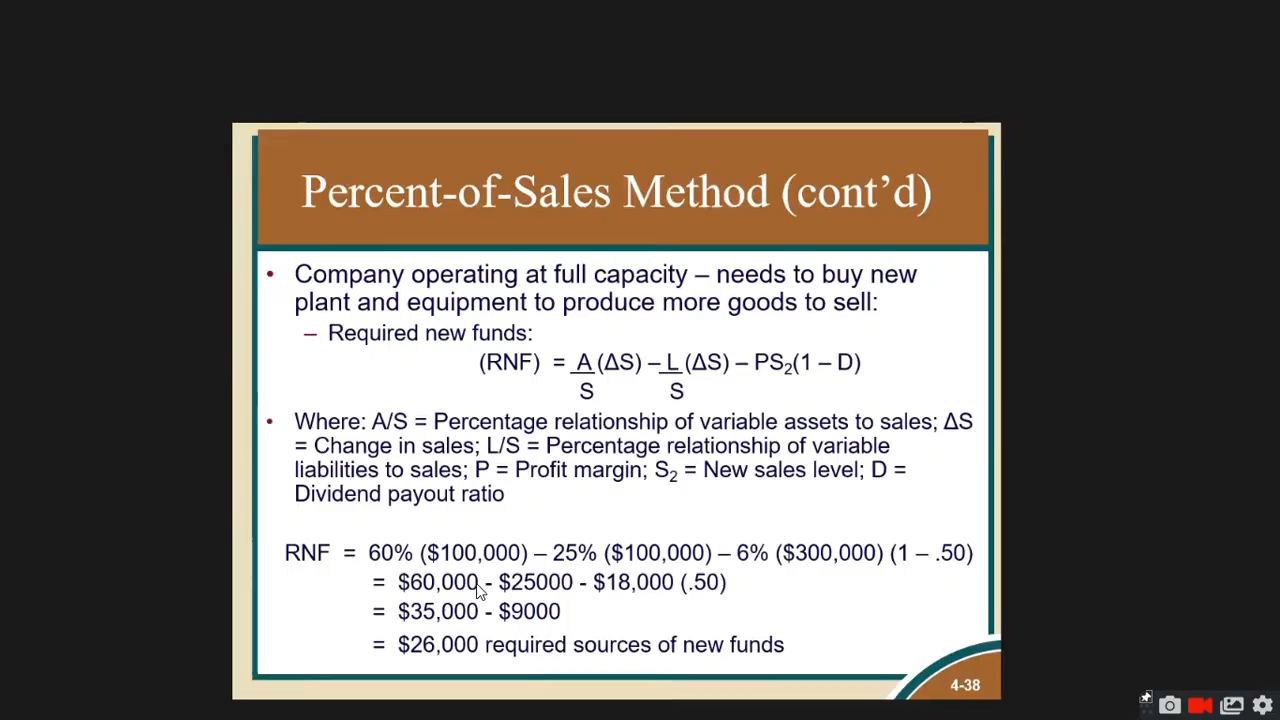 Percent-of-Sales Method (cont’d)
• Company operating at full capacity – needs to buy new
plant and equipment to produce more goods to sell:
– Required new funds:
(RNF) = A (ΔS) – L (ΔS) – PS₂(1 – D)
S S
• Where: A/S = Percentage relationship of variable assets to sales; ΔS
= Change in sales; L/S = Percentage relationship of variable
liabilities to sales; P = Profit margin; S₂ = New sales level; D =
Dividend payout ratio
RNF = 60% ($100,000) – 25% ($100,000) – 6% ($300,000) (1 – .50)
= $60,000 - $25000 - $18,000 (.50)
= $35,000 - $9000
= $26,000 required sources of new funds
4-38